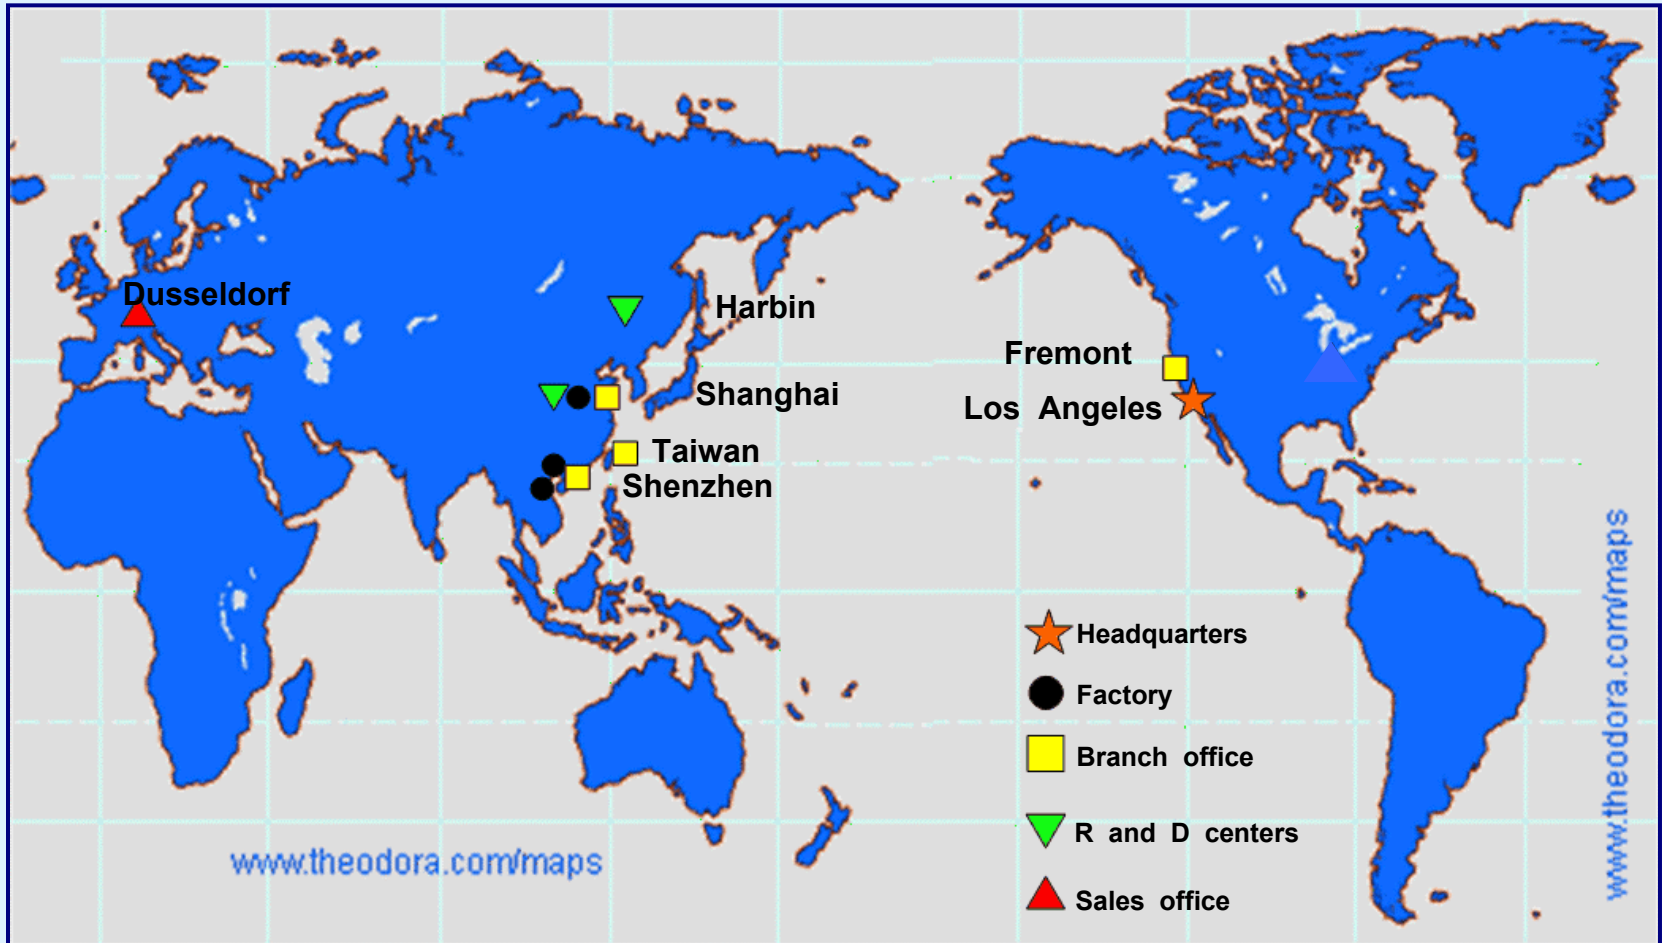 Dusseldorf
Harbin
Fremont
Shanghai
Los Angeles
Taiwan
Shenzhen
Headquarters
Factory
Branch office
R and D centers
Sales office
www.theodora.com/maps
www.theodora.com/maps